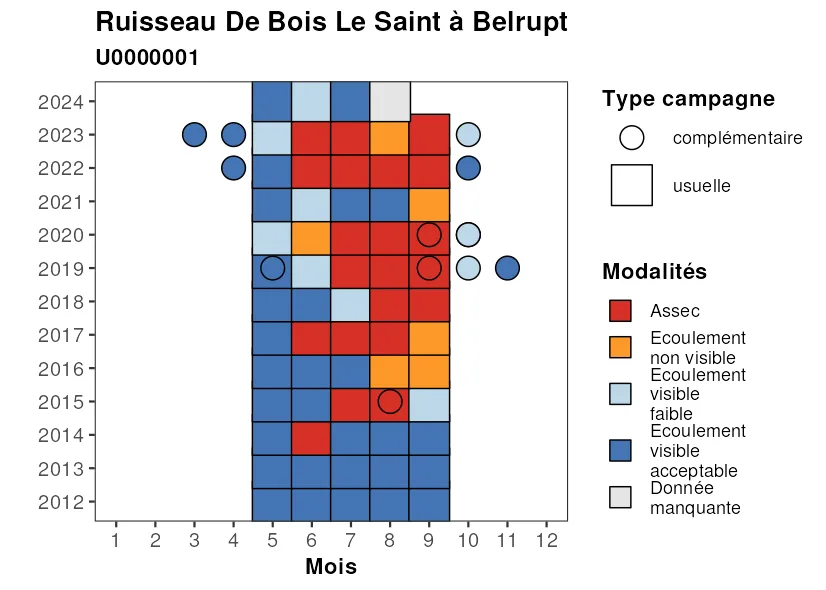 Ruisseau De Bois Le Saint à Belrupt
U0000001
2024
2023
2022
2021
2020
2019
2018
2017
2016
2015
2014
2013
2012
1 2 3 4 5 6 7 8 9 10 11 12
Mois
Type campagne
complémentaire
usuelle
Modalités
Assec
Ecoulement
non visible
Ecoulement
visible
faible
Ecoulement
visible
acceptable
Donnée
manquante